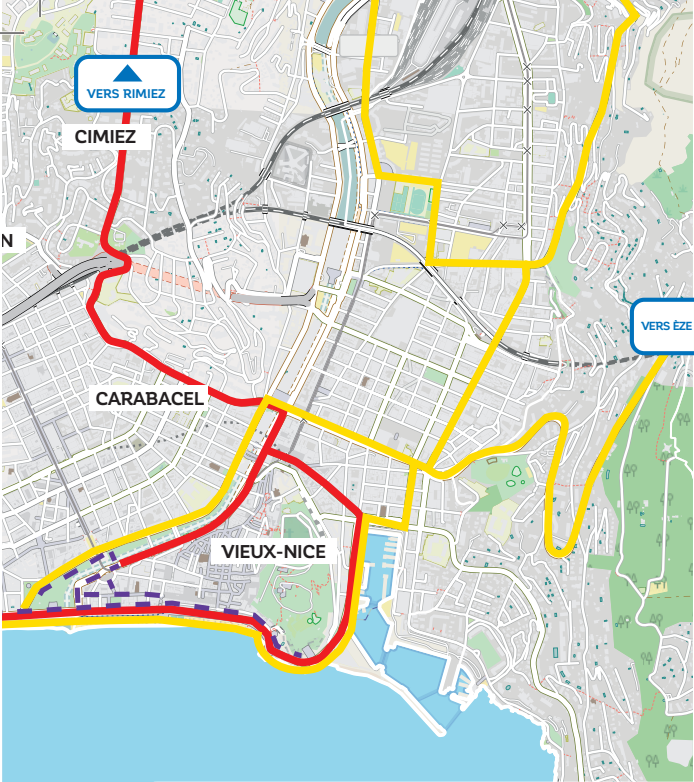 VERS RIMIEZ
CIMIEZ
N
VERS ÈZE
CARABACEL
VIEUX-NICE